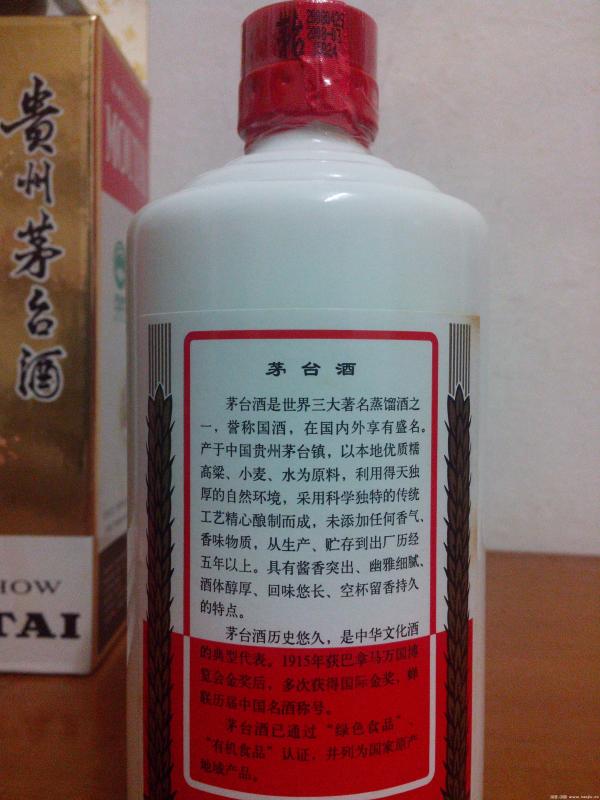 贵州茅台酒
HOW
TAI
20080425
2008-03
茅台酒
茅台酒是世界三大著名蒸馏酒之
一，誉称国酒，在国内外享有盛名。
产于中国贵州茅台镇，以本地优质糯
高粱、小麦、水为原料，利用得天独
厚的自然环境，采用科学独特的传统
工艺精心酿制而成，未添加任何香气、
香味物质，从生产、贮存到出厂历经
五年以上。具有酱香突出、幽雅细腻、
酒体醇厚、回味悠长、空杯留香持久
的特点。
茅台酒历史悠久，是中华文化酒
的典型代表。1915年获巴拿马万国博
览会金奖后，多次获得国际金奖，蝉
联历届中国名酒称号。
茅台酒已通过“绿色食品”、
“有机食品”认证，并列为国家原产
地域产品。